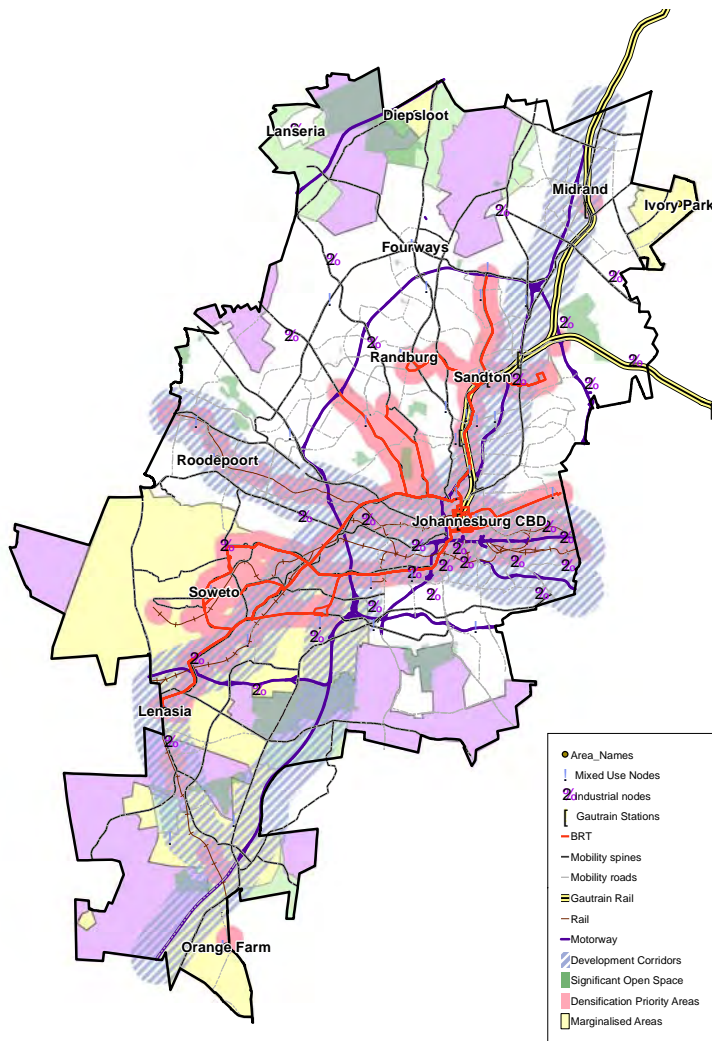 Diepsloot
Lanseria
Midrand
Ivory Park
Fourways
Randburg
Sandton
Roodepoort
Johannesburg CBD
Soweto
Lenasia
Orange Farm
Area_Names
Mixed Use Nodes
Industrial nodes
Gautrain Stations
BRT
Mobility spines
Mobility roads
Gautrain Rail
Rail
Motorway
Development Corridors
Significant Open Space
Densification Priority Areas
Marginalised Areas